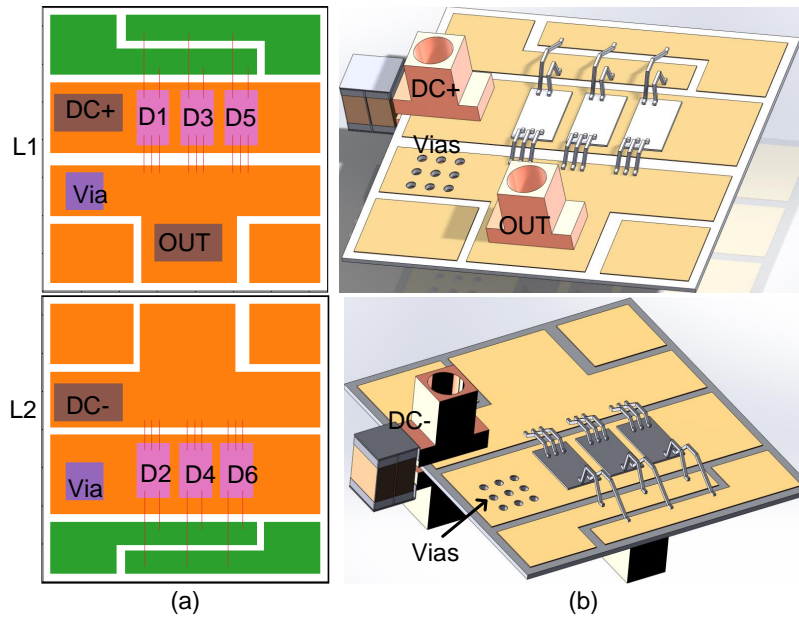 L1
DC+
D1
D3
D5
Via
OUT
L2
DC-
Via
D2
D4
D6
(a)
DC+
Vias
OUT
DC-
Vias
(b)